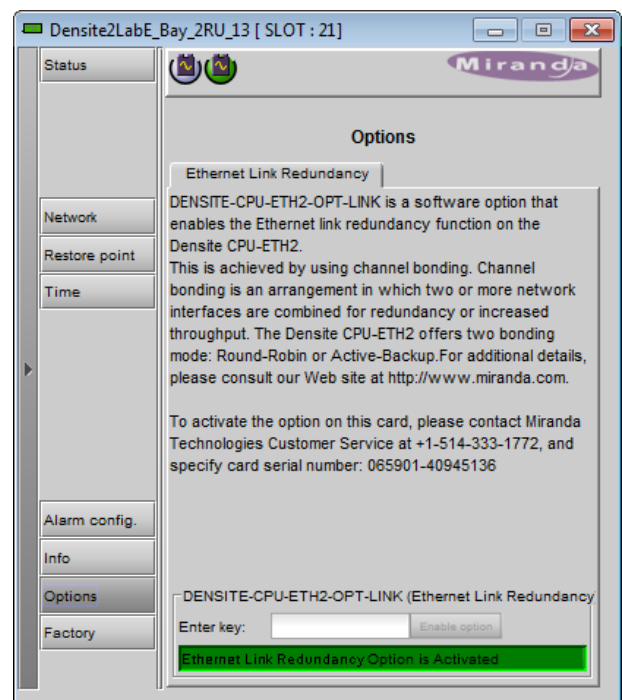 Densite2LabE_Bay_2RU_13 [ SLOT : 21]
Status
Miranda
Options
Ethernet Link Redundancy
DENSITE-CPU-ETH2-OPT-LINK is a software option that
enables the Ethernet link redundancy function on the
Densite CPU-ETH2.
This is achieved by using channel bonding. Channel
bonding is an arrangement in which two or more network
interfaces are combined for redundancy or increased
throughput. The Densite CPU-ETH2 offers two bonding
mode: Round-Robin or Active-Backup.For additional details,
please consult our Web site at http://www.miranda.com.
To activate the option on this card, please contact Miranda
Technologies Customer Service at +1-514-333-1772, and
specify card serial number: 065901-40945136
Network
Restore point
Time
Alarm config.
Info
Options
Factory
DENSITE-CPU-ETH2-OPT-LINK (Ethernet Link Redundancy
Enter key:
Enable option
Ethernet Link Redundancy Option is Activated